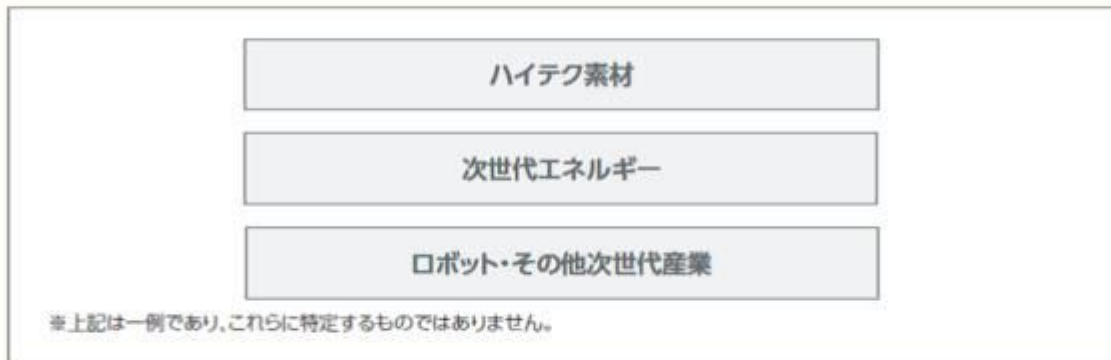 ハイテク素材
次世代エネルギー
ロボット・その他次世代産業
※上記は一例であり、これらに特定するものではありません。